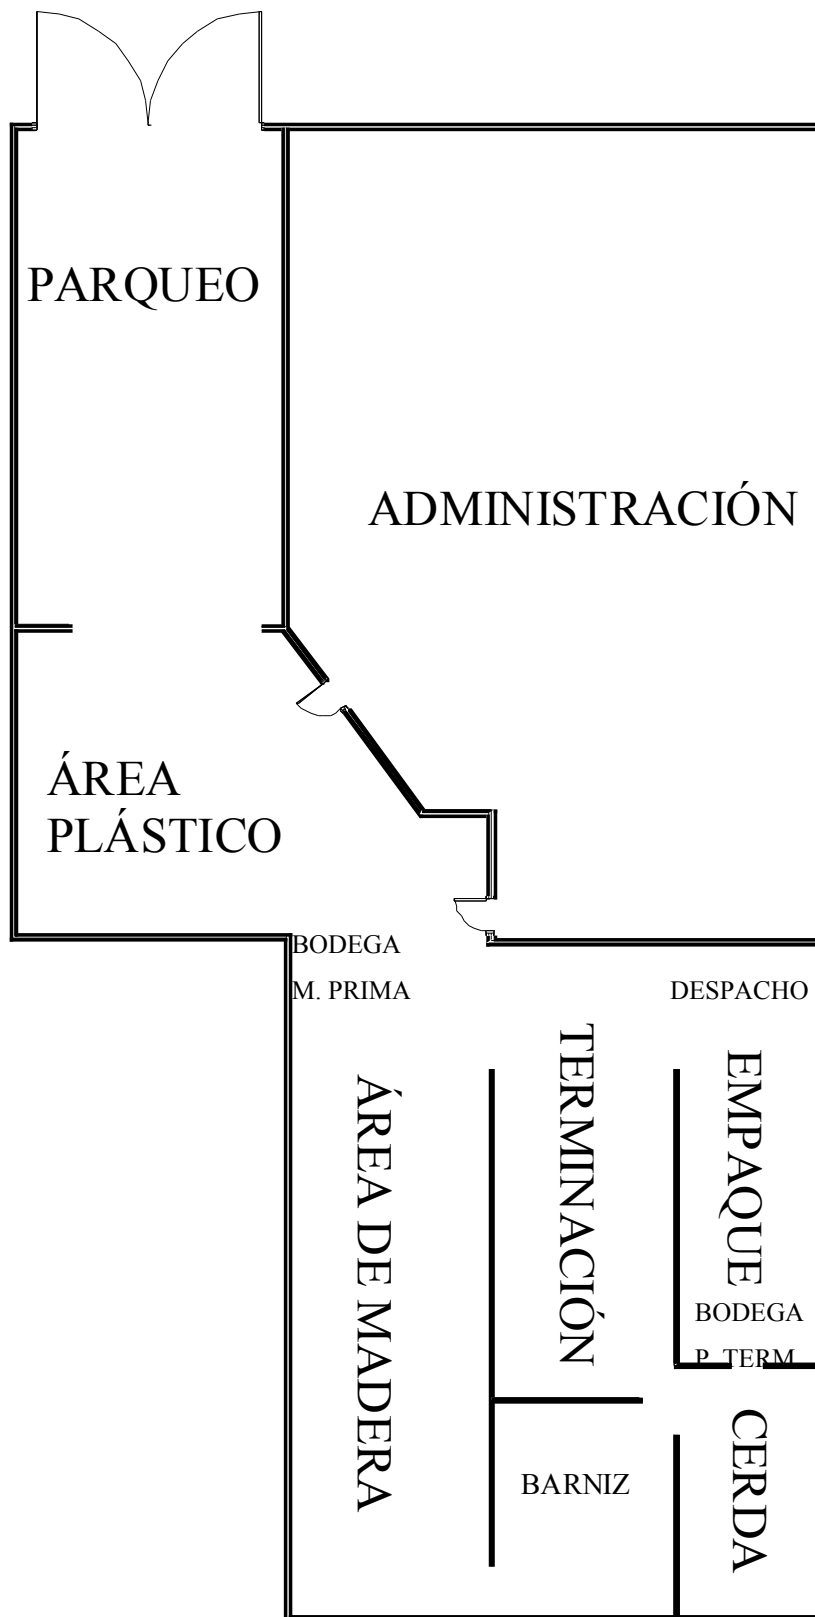 PARQUEO
ADMINISTRACIÓN
ÁREA
PLÁSTICO
BODEGA
M. PRIMA
DESPACHO
ÁREA DE MADERA
TERMINACIÓN
EMPAQUE
BODEGA
P. TERM.
BARNIZ
CERDA